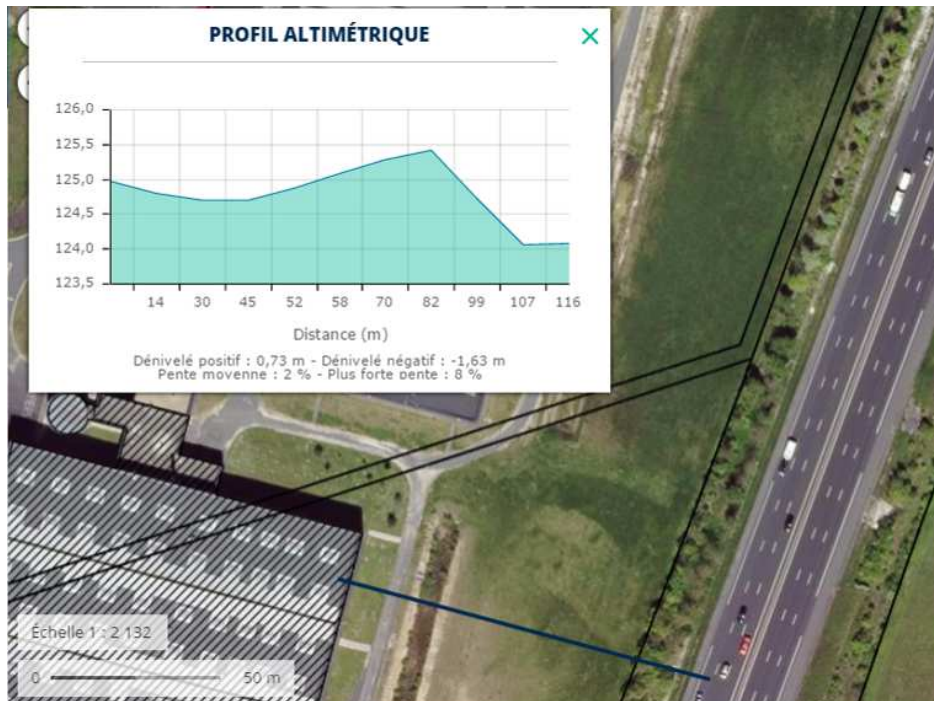 PROFIL ALTIMÉTRIQUE
126,0
125,5
125,0
124,5
124,0
123,5
14 30 45 52 58 70 82 99 107 116
Distance (m)
Dénivelé positif : 0,73 m - Dénivelé négatif : -1,63 m
Pente moyenne : 2 % - Plus forte pente : 8 %
Échelle 1 : 2 132
0 50 m